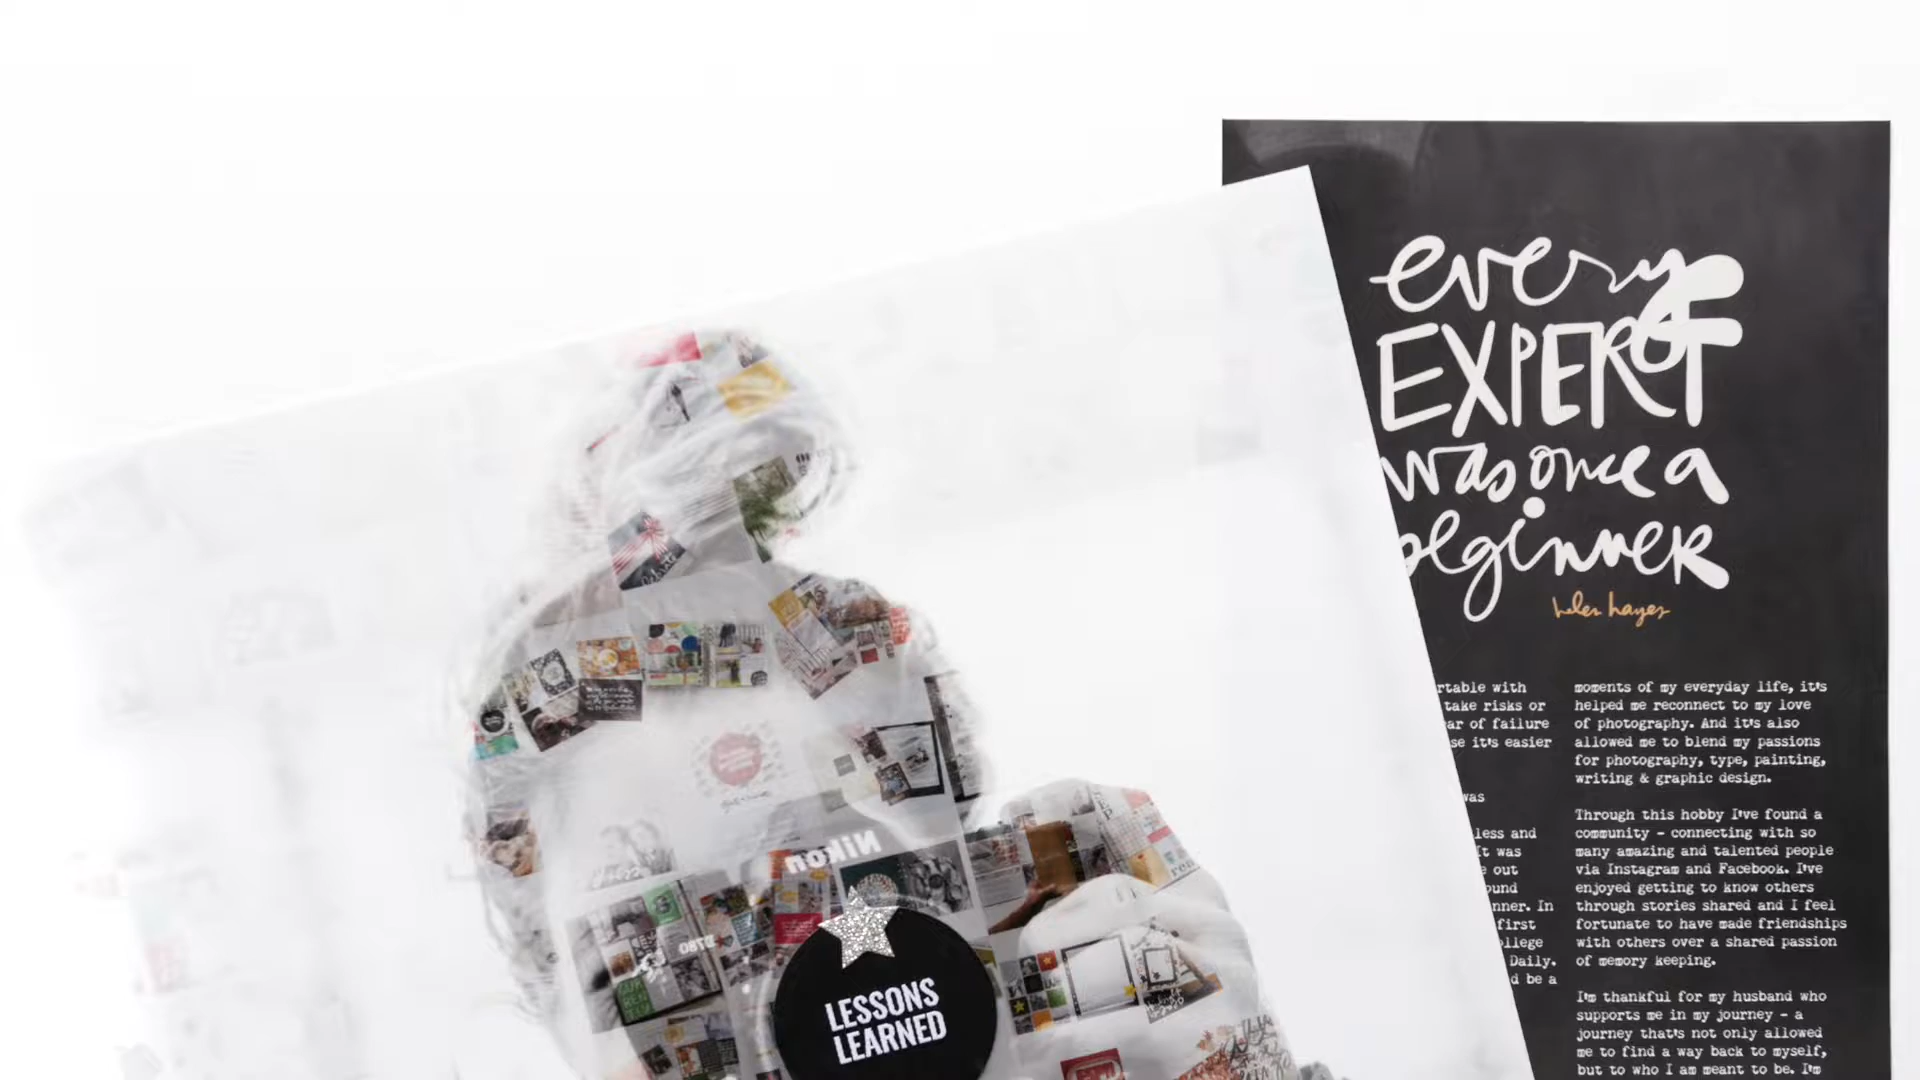 every
EXPERT
was once a
beginner
helen hayes
rtable with
take risks or
ar of failure
se it's easier
was
less and
It was
out
ound
nner. In
first
llege
Daily.
d be a
moments of my everyday life, it's
helped me reconnect to my love
of photography. And it's also
allowed me to blend my passions
for photography, type, painting,
writing & graphic design.
Through this hobby I've found a
community - connecting with so
many amazing and talented people
via Instagram and Facebook. I've
enjoyed getting to know others
through stories shared and I feel
fortunate to have made friendships
with others over a shared passion
of memory keeping.
I'm thankful for my husband who
supports me in my journey - a
journey that's not only allowed
me to find a way back to myself,
but to who I am meant to be. I'm
Nikon
D780
LESSONS
LEARNED